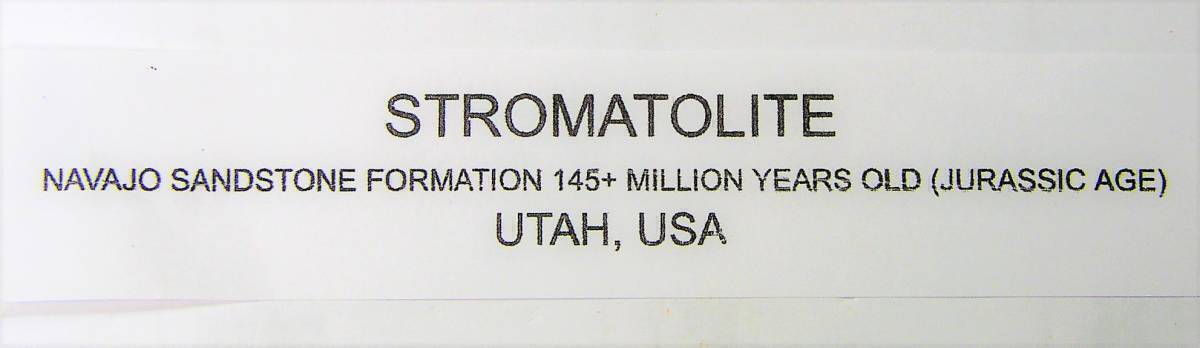 STROMATOLITE
NAVAJO SANDSTONE FORMATION 145+ MILLION YEARS OLD (JURASSIC AGE)
UTAH, USA